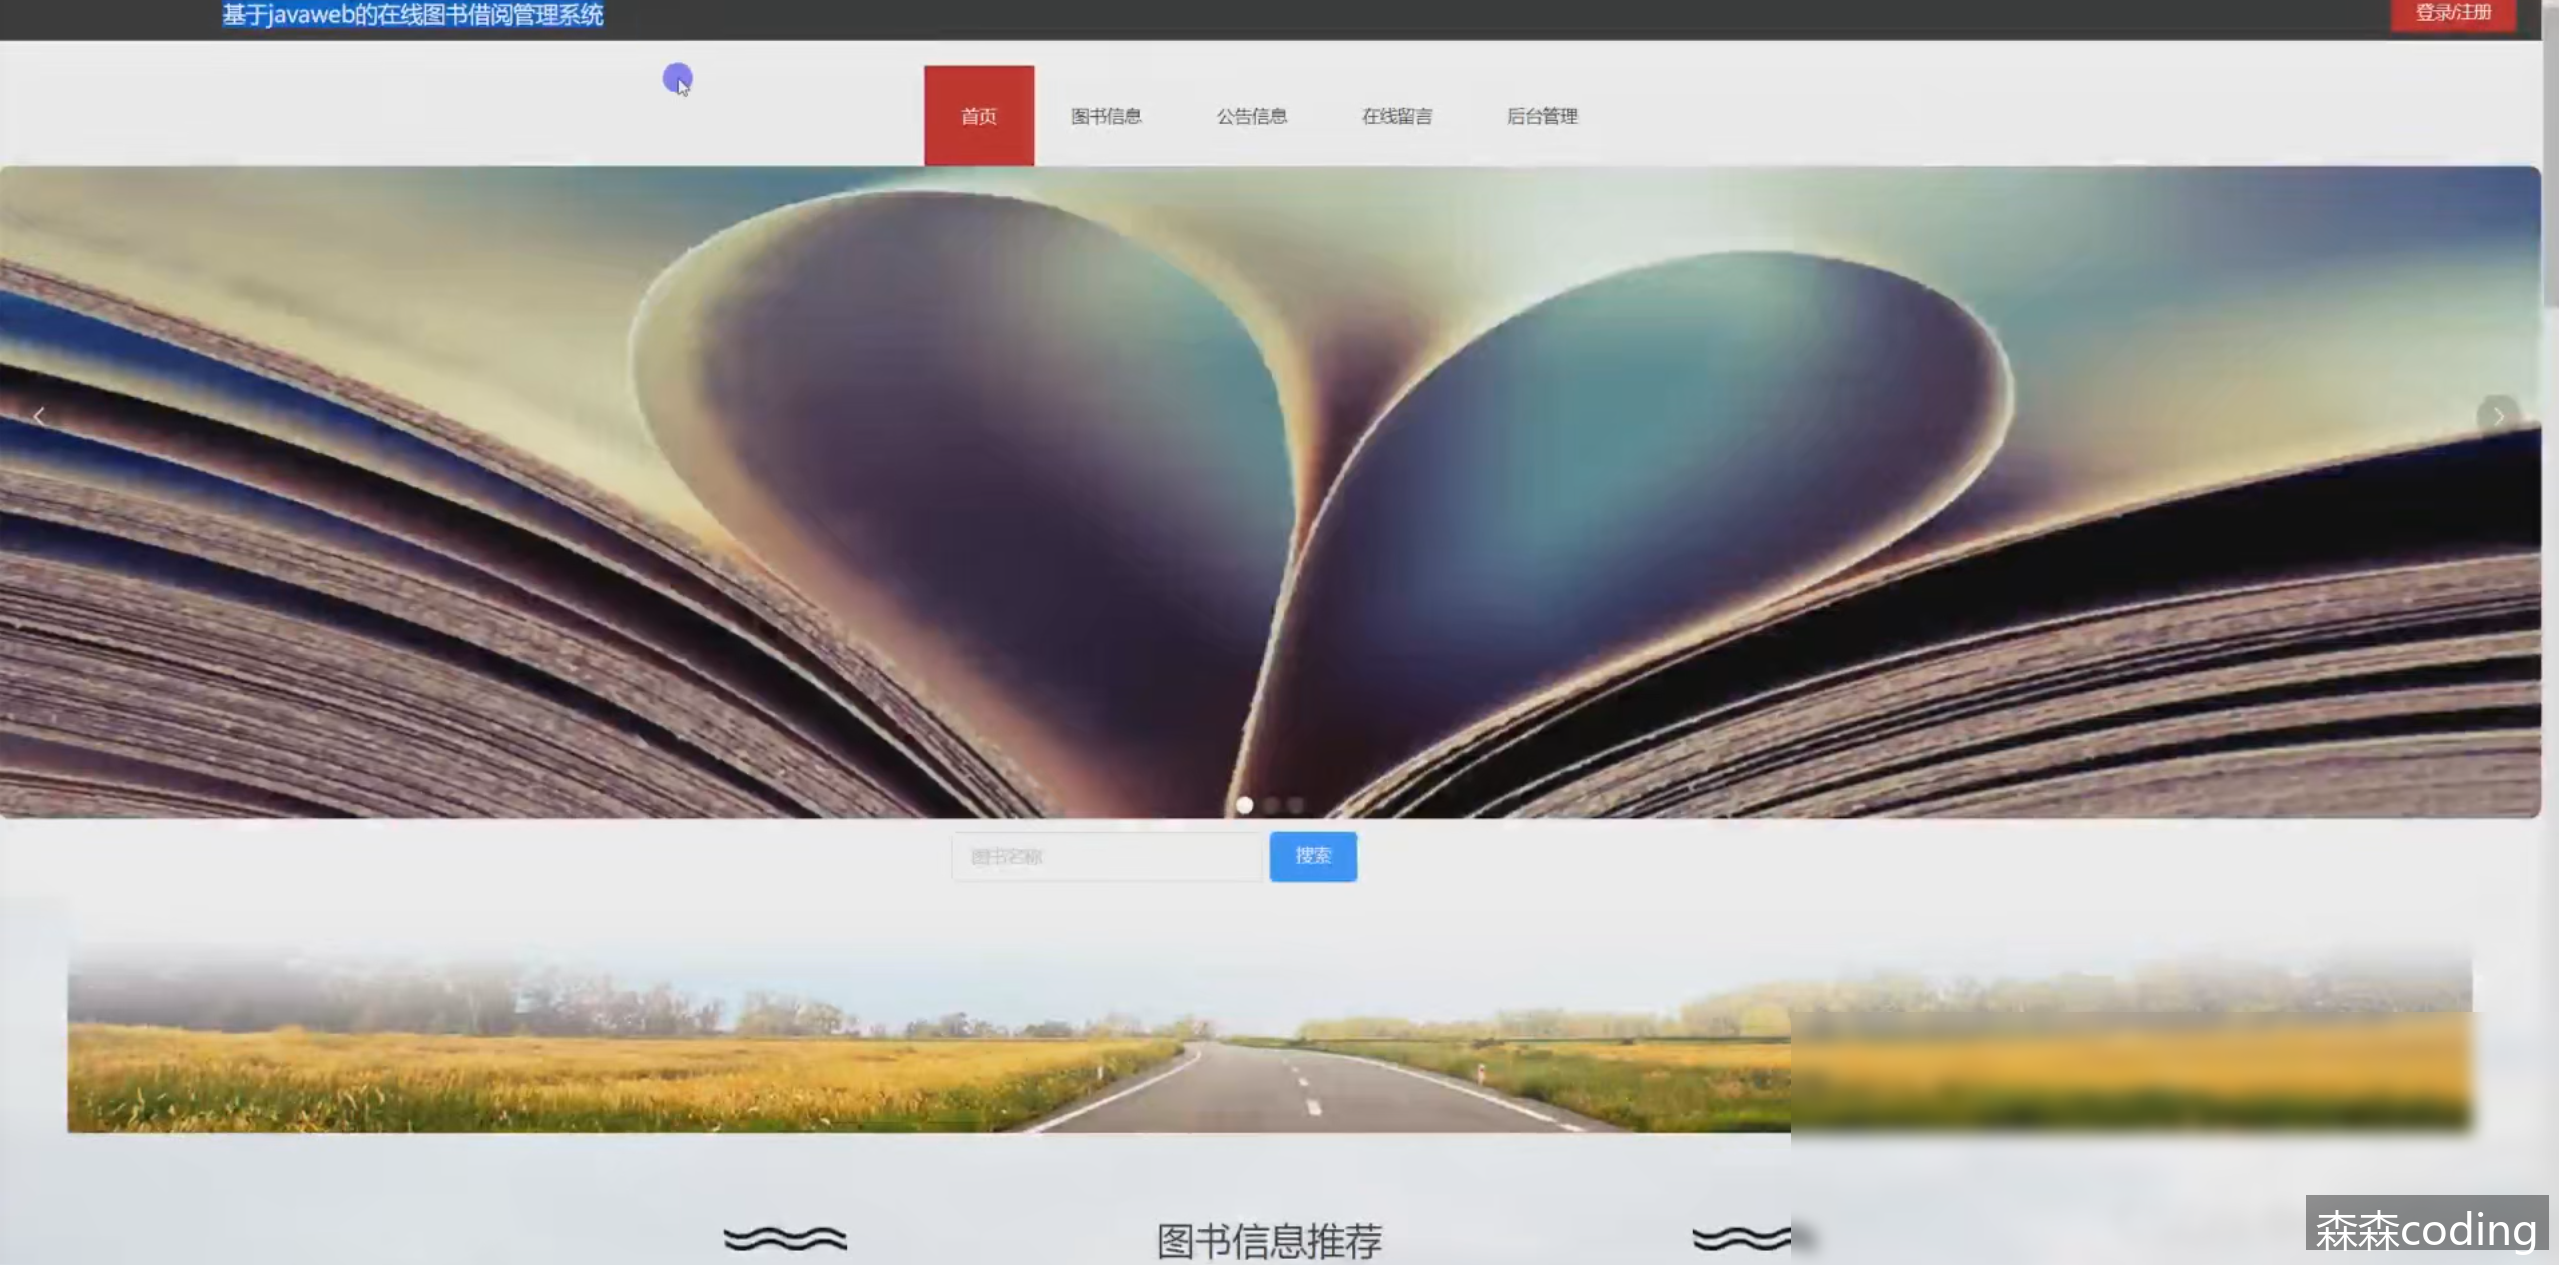 基于javaweb的在线图书借阅管理系统
登录/注册
首页
图书信息
公告信息
在线留言
后台管理
图书名称
搜索
图书信息推荐
森森coding